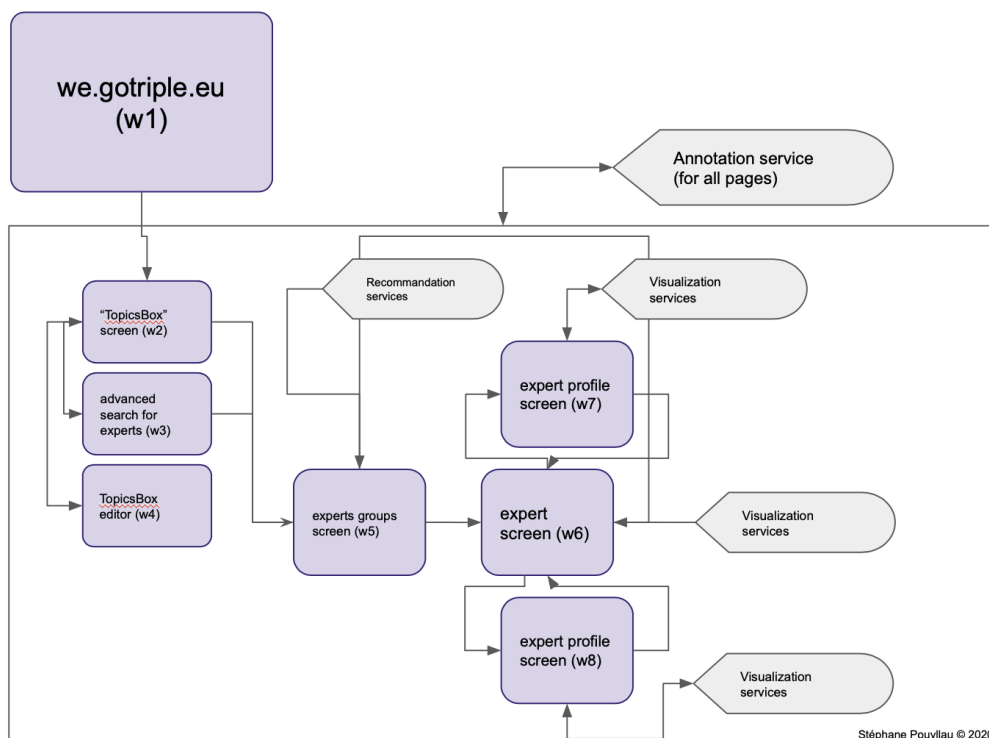 we.gotriple.eu
(w1)
Annotation service
(for all pages)
Recommandation
services
Visualization
services
"TopicsBox"
screen (w2)
advanced
search for
experts (w3)
TopicsBox
editor (w4)
expert profile
screen (w7)
experts groups
screen (w5)
expert
screen (w6)
Visualization
services
expert profile
screen (w8)
Visualization
services
Stéphane Pouyllau © 2020